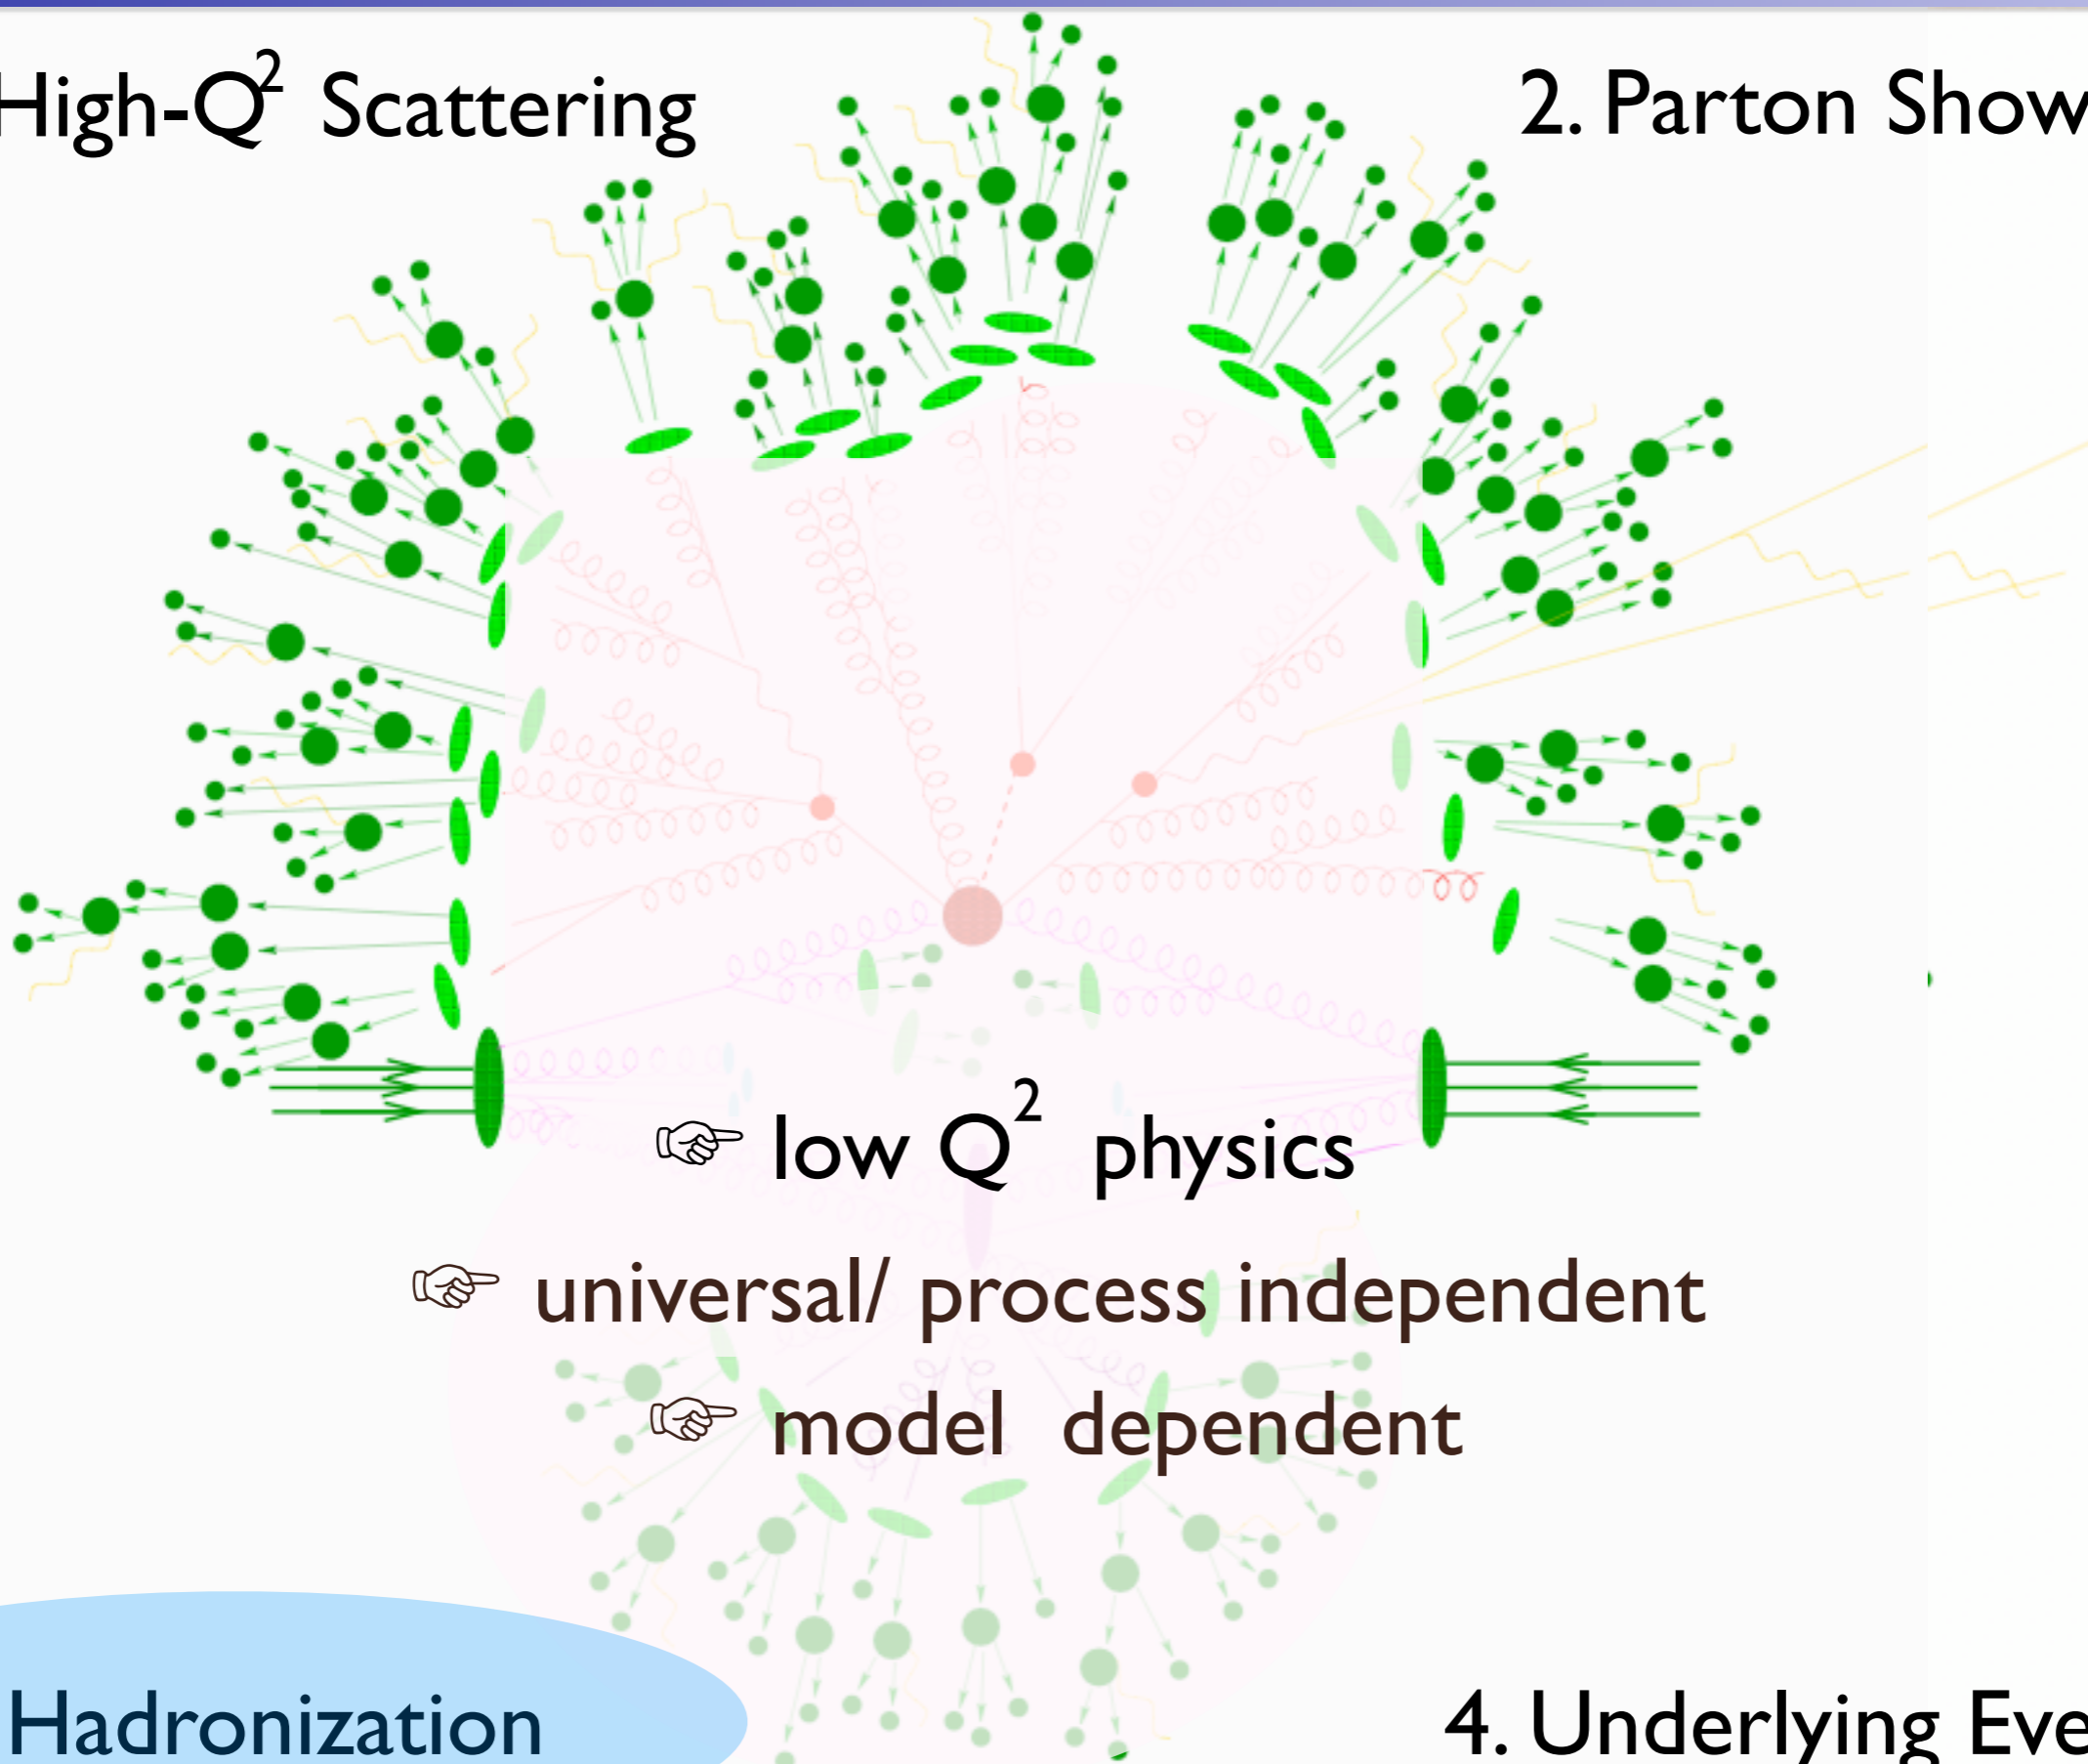 High-Q² Scattering
2. Parton Show
☞ low Q² physics
☞ universal/ process independent
☞ model dependent
Hadronization
4. Underlying Eve